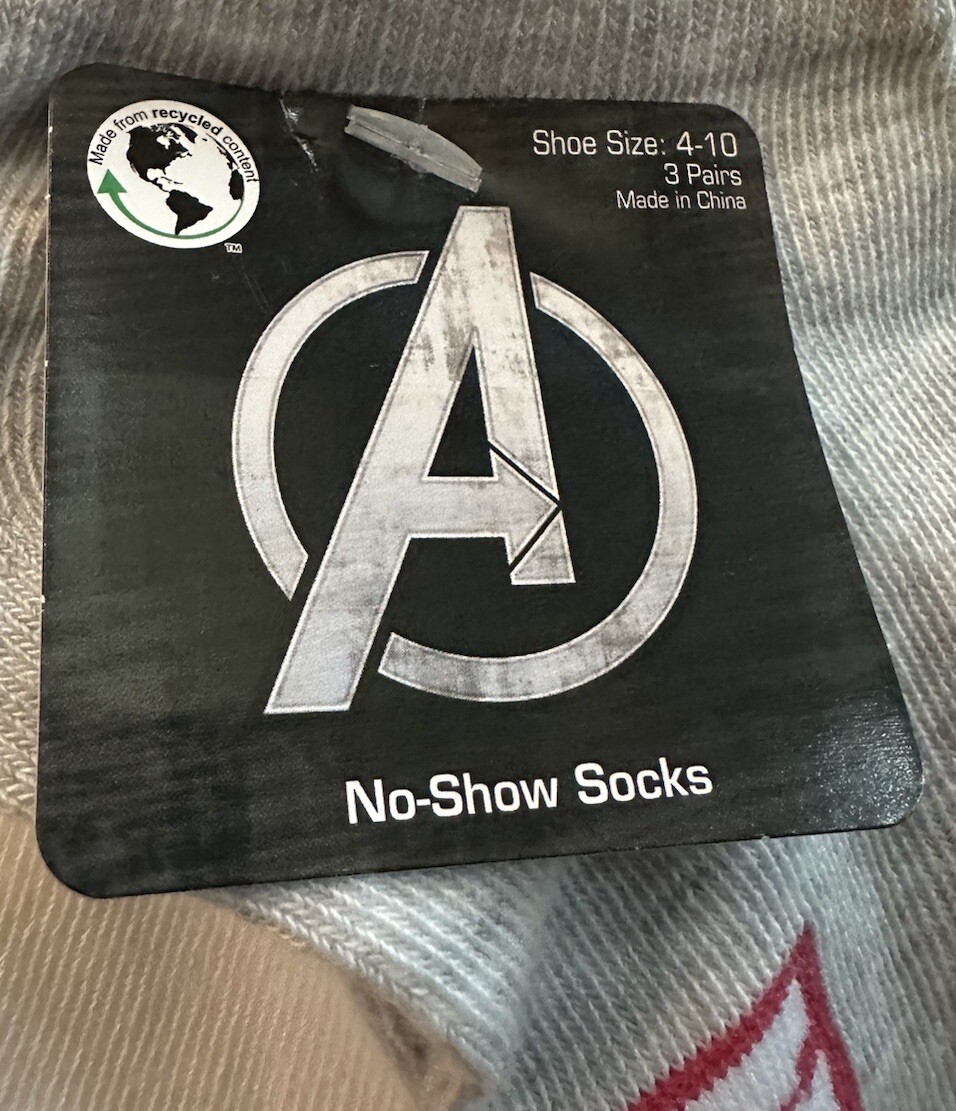 Made from recycled content
TM
Shoe Size: 4-10
3 Pairs
Made in China
A
No-Show Socks